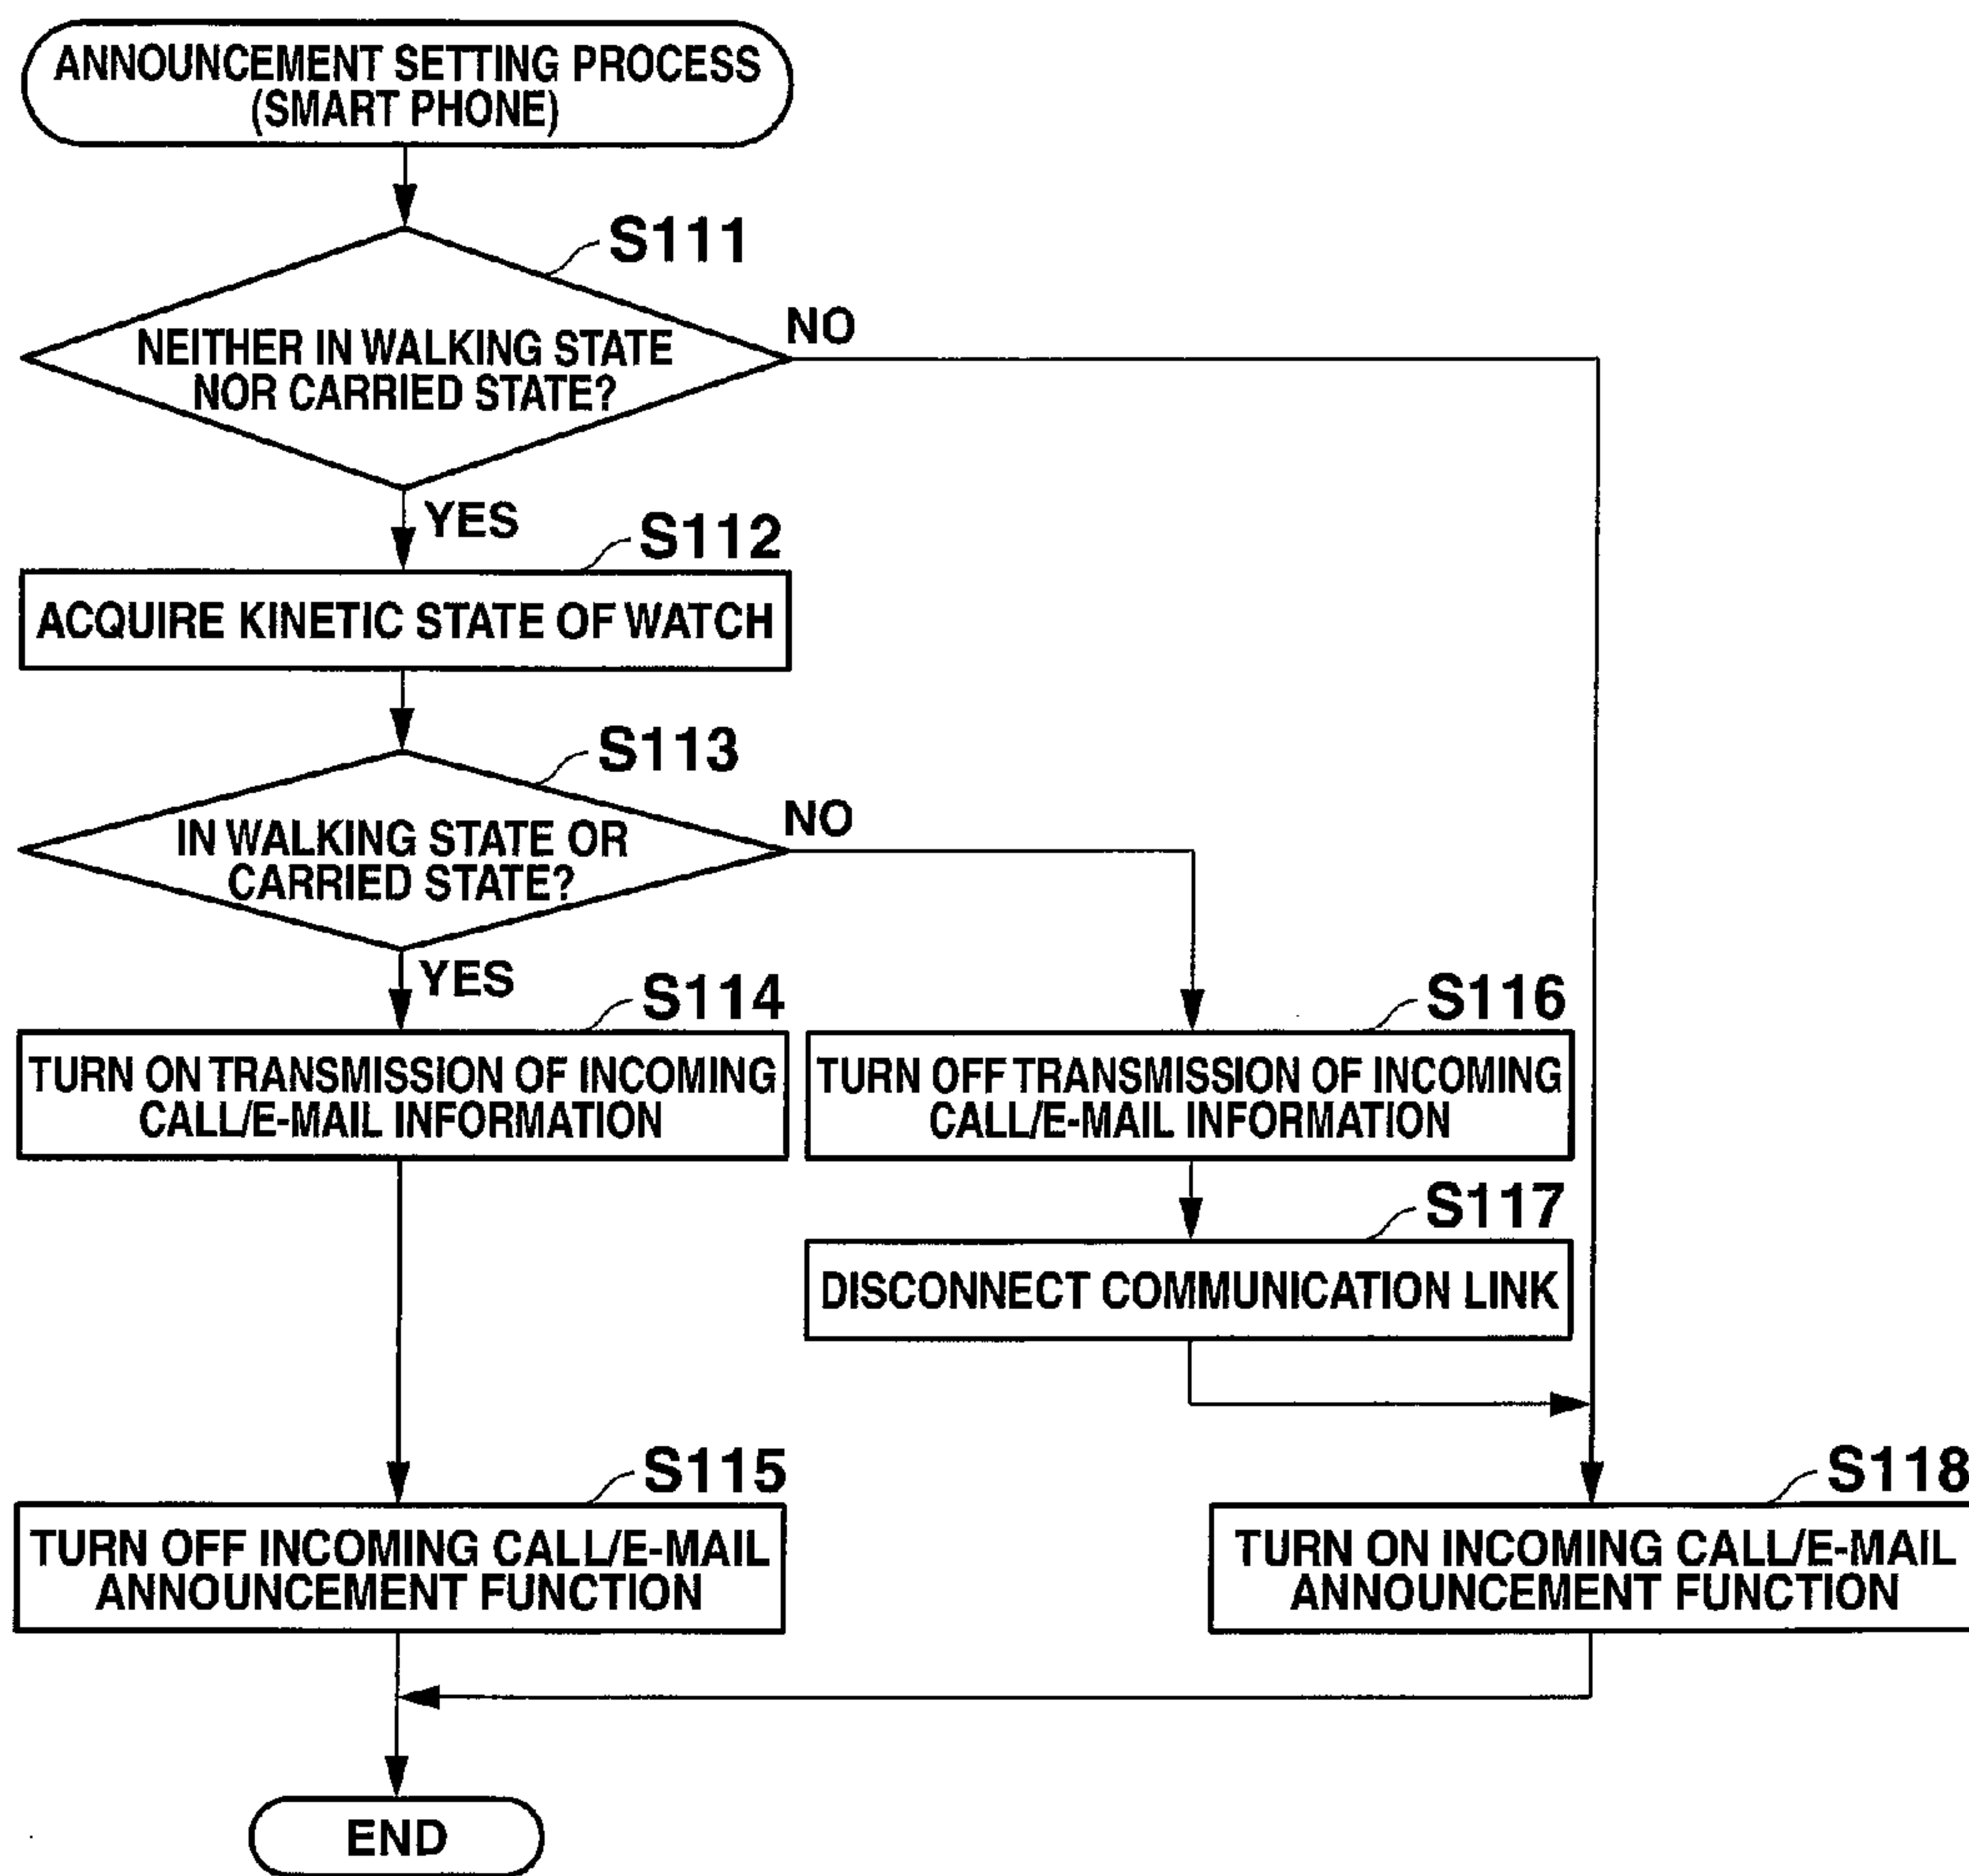 ANNOUNCEMENT SETTING PROCESS
(SMART PHONE)
S111
NEITHER IN WALKING STATE
NOR CARRIED STATE?
NO
YES
S112
ACQUIRE KINETIC STATE OF WATCH
S113
IN WALKING STATE OR
CARRIED STATE?
NO
YES
S114
TURN ON TRANSMISSION OF INCOMING
CALL/E-MAIL INFORMATION
S116
TURN OFF TRANSMISSION OF INCOMING
CALL/E-MAIL INFORMATION
S117
DISCONNECT COMMUNICATION LINK
S115
TURN OFF INCOMING CALL/E-MAIL
ANNOUNCEMENT FUNCTION
S118
TURN ON INCOMING CALL/E-MAIL
ANNOUNCEMENT FUNCTION
END